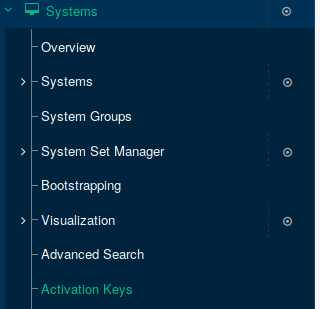 Systems
Overview
Systems
System Groups
System Set Manager
Bootstrapping
Visualization
Advanced Search
Activation Keys